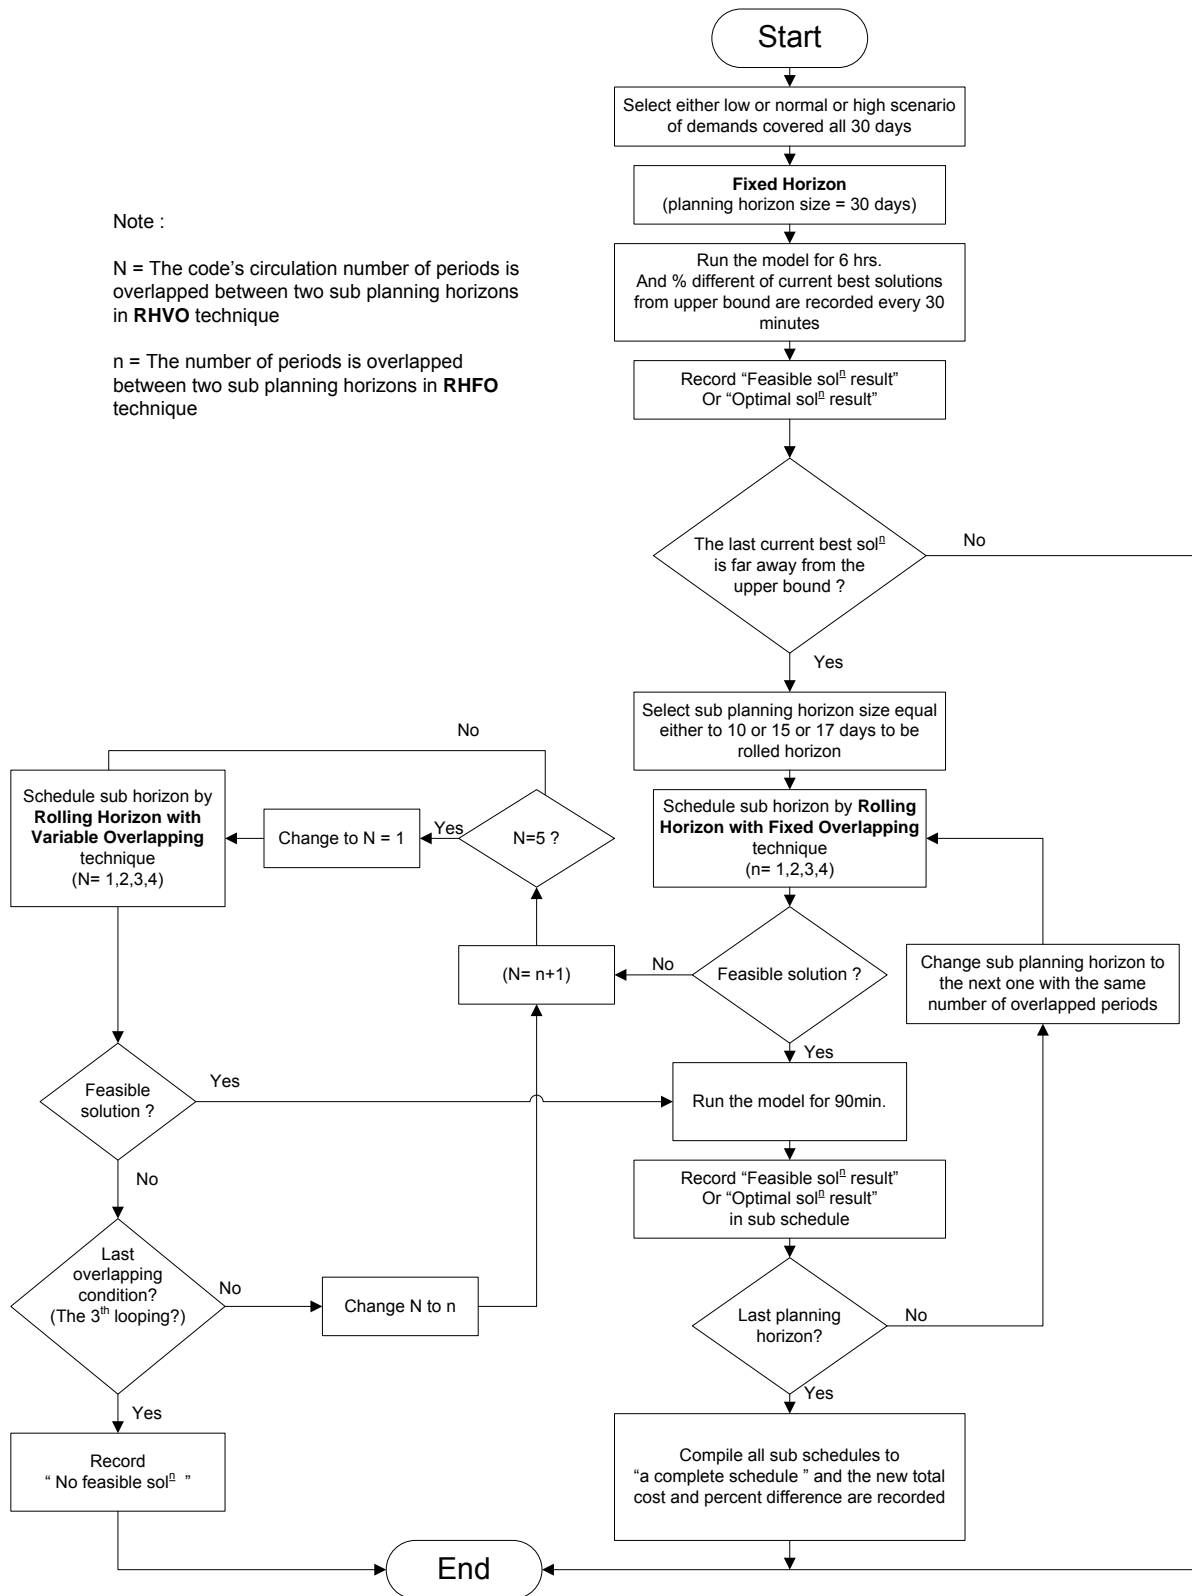 Start
Select either low or normal or high scenario
of demands covered all 30 days
Fixed Horizon
(planning horizon size = 30 days)
Note :
N = The code’s circulation number of periods is
overlapped between two sub planning horizons
in RHVO technique
n = The number of periods is overlapped
between two sub planning horizons in RHFO
technique
Run the model for 6 hrs.
And % different of current best solutions
from upper bound are recorded every 30
minutes
Record “Feasible solⁿ result”
Or “Optimal solⁿ result”
The last current best solⁿ
is far away from the
upper bound ?
No
Yes
Select sub planning horizon size equal
either to 10 or 15 or 17 days to be
rolled horizon
No
Schedule sub horizon by
Rolling Horizon with
Variable Overlapping
technique
(N= 1,2,3,4)
Change to N = 1
Yes
N=5 ?
Schedule sub horizon by Rolling
Horizon with Fixed Overlapping
technique
(n= 1,2,3,4)
(N= n+1)
No
Feasible solution ?
Change sub planning horizon to
the next one with the same
number of overlapped periods
Yes
Feasible
solution ?
Yes
Run the model for 90min.
No
Record “Feasible solⁿ result”
Or “Optimal solⁿ result”
in sub schedule
Last
overlapping
condition?
(The 3th looping?)
No
Change N to n
Last planning
horizon?
No
Yes
Yes
Record
“ No feasible solⁿ ”
Compile all sub schedules to
“a complete schedule ” and the new total
cost and percent difference are recorded
End